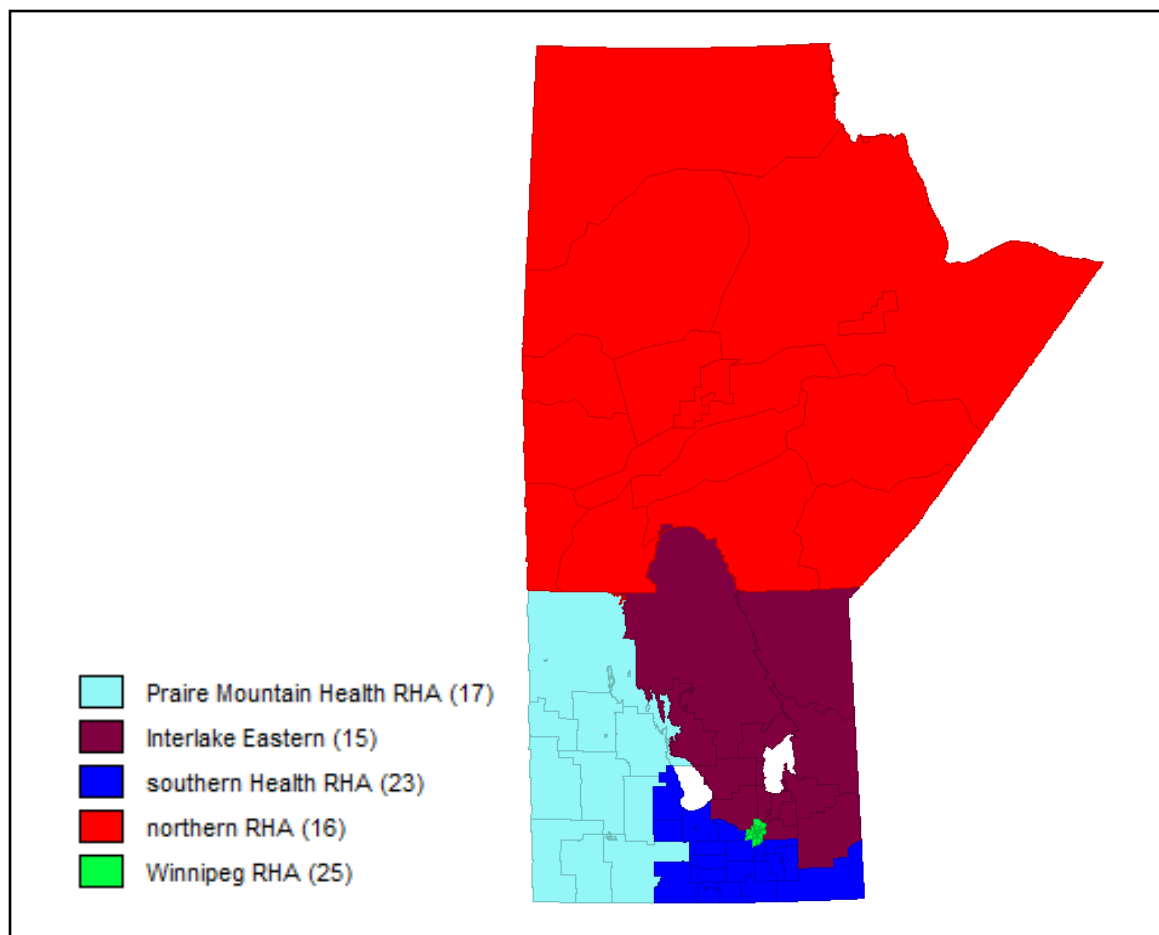 Praire Mountain Health RHA (17)
Interlake Eastern (15)
southern Health RHA (23)
northern RHA (16)
Winnipeg RHA (25)